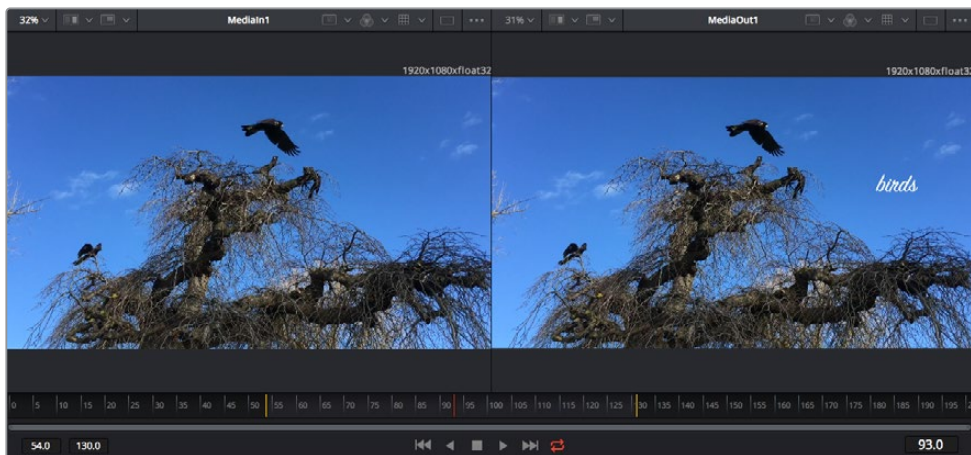 32% MediaIn1 31% MediaOut1
1920x1080xfloat32 1920x1080xfloat32
birds
0 5 10 15 20 25 30 35 40 45 50 55 60 65 70 75 80 85 90 95 100 105 110 115 120 125 130 135 140 145 150 155 160 165 170 175 180 185 190 195
54.0 130.0 93.0